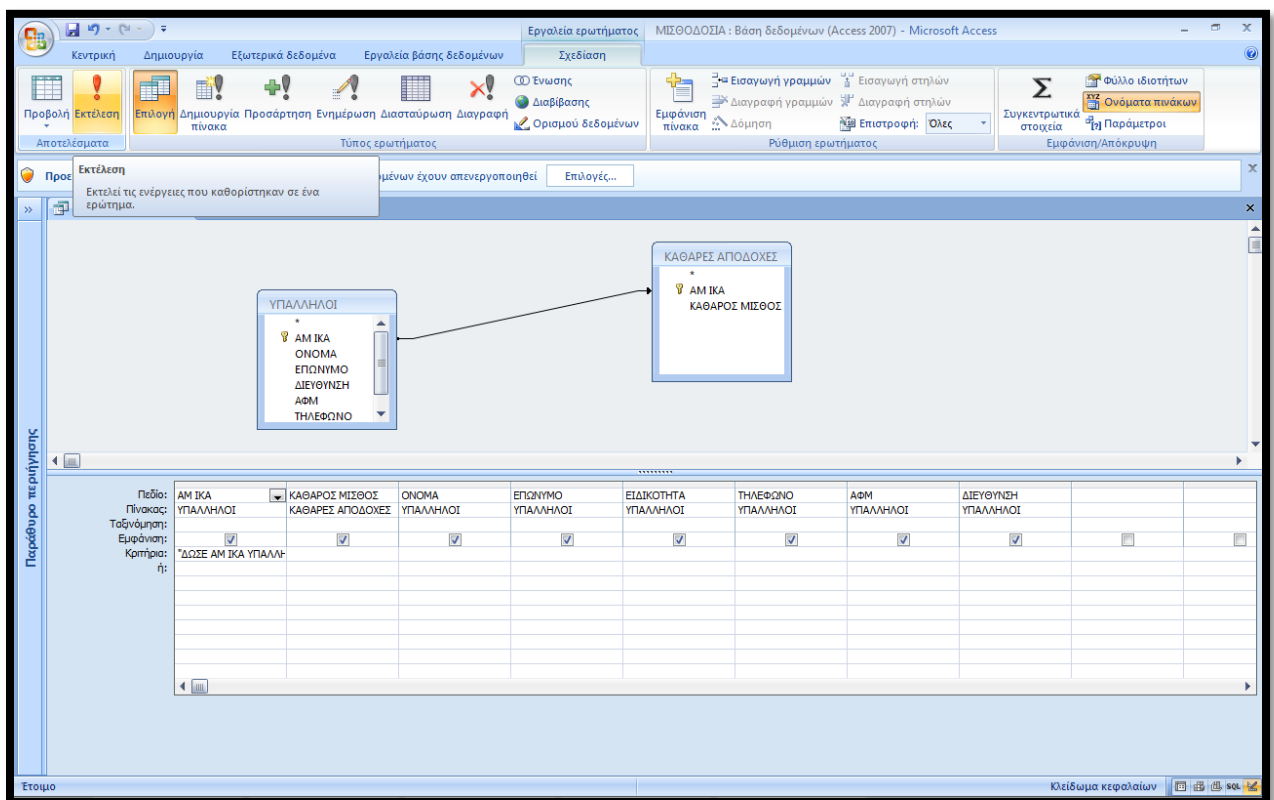 Εργαλεία ερωτήματος ΜΙΣΘΟΔΟΣΙΑ : Βάση δεδομένων (Access 2007) - Microsoft Access
Κεντρική Δημιουργία Εξωτερικά δεδομένα Εργαλεία βάσης δεδομένων Σχεδίαση
Προβολή Εκτέλεση
Αποτελέσματα
Επιλογή Δημιουργία πίνακα Προσάρτηση Ενημέρωση Διασταύρωση Διαγραφή
Ένωσης
Διαβίβασης
Ορισμού δεδομένων
Τύπος ερωτήματος
Εμφάνιση πίνακα
Εισαγωγή γραμμών
Διαγραφή γραμμών
Δόμηση
Εισαγωγή στηλών
Διαγραφή στηλών
Επιστροφή: Όλες
Ρύθμιση ερωτήματος
Συγκεντρωτικά στοιχεία
Φύλλο ιδιοτήτων
Ονόματα πινάκων
Παράμετροι
Εμφάνιση/Απόκρυψη
Προε
μένων έχουν απενεργοποιηθεί Επιλογές...
Εκτέλεση
Εκτελεί τις ενέργειες που καθορίστηκαν σε ένα
ερώτημα.
Παράθυρο περιήγησης
ΥΠΑΛΛΗΛΟΙ
*
ΑΜ ΙΚΑ
ΟΝΟΜΑ
ΕΠΩΝΥΜΟ
ΔΙΕΥΘΥΝΣΗ
ΑΦΜ
ΤΗΛΕΦΩΝΟ
ΚΑΘΑΡΕΣ ΑΠΟΔΟΧΕΣ
*
ΑΜ ΙΚΑ
ΚΑΘΑΡΟΣ ΜΙΣΘΟΣ
Πεδίο: ΑΜ ΙΚΑ ΚΑΘΑΡΟΣ ΜΙΣΘΟΣ ΟΝΟΜΑ ΕΠΩΝΥΜΟ ΕΙΔΙΚΟΤΗΤΑ ΤΗΛΕΦΩΝΟ ΑΦΜ ΔΙΕΥΘΥΝΣΗ
Πίνακας: ΥΠΑΛΛΗΛΟΙ ΚΑΘΑΡΕΣ ΑΠΟΔΟΧΕΣ ΥΠΑΛΛΗΛΟΙ ΥΠΑΛΛΗΛΟΙ ΥΠΑΛΛΗΛΟΙ ΥΠΑΛΛΗΛΟΙ ΥΠΑΛΛΗΛΟΙ ΥΠΑΛΛΗΛΟΙ
Ταξινόμηση:
Εμφάνιση:
Κριτήρια: "ΔΩΣΕ ΑΜ ΙΚΑ ΥΠΑΛΛΗ
ή:
Έτοιμο Κλείδωμα κεφαλαίων SQL